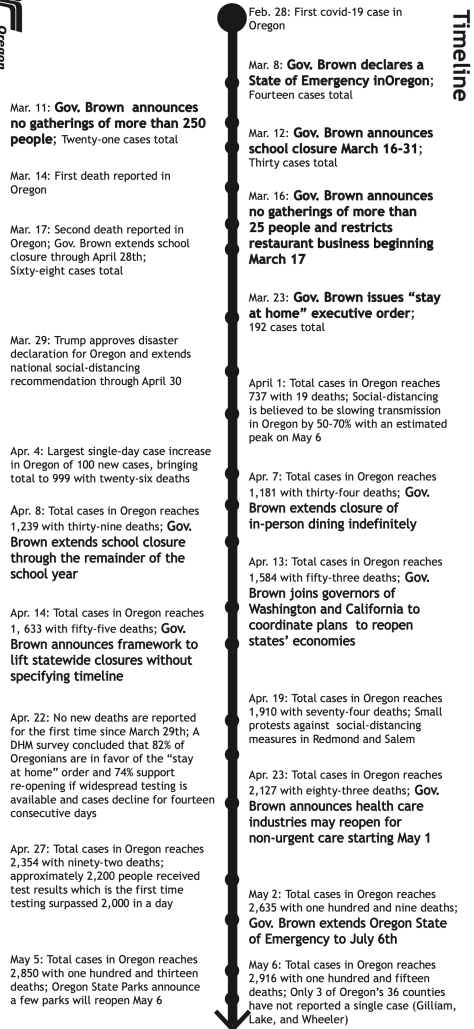 Oregon
Timeline
Feb. 28: First covid-19 case in
Oregon
Mar. 8: Gov. Brown declares a
State of Emergency inOregon;
Fourteen cases total
Mar. 11: Gov. Brown announces
no gatherings of more than 250
people; Twenty-one cases total
Mar. 12: Gov. Brown announces
school closure March 16-31;
Thirty cases total
Mar. 14: First death reported in
Oregon
Mar. 16: Gov. Brown announces
no gatherings of more than
25 people and restricts
restaurant business beginning
March 17
Mar. 17: Second death reported in
Oregon; Gov. Brown extends school
closure through April 28th;
Sixty-eight cases total
Mar. 23: Gov. Brown issues “stay
at home” executive order;
192 cases total
Mar. 29: Trump approves disaster
declaration for Oregon and extends
national social-distancing
recommendation through April 30
April 1: Total cases in Oregon reaches
737 with 19 deaths; Social-distancing
is believed to be slowing transmission
in Oregon by 50-70% with an estimated
peak on May 6
Apr. 4: Largest single-day case increase
in Oregon of 100 new cases, bringing
total to 999 with twenty-six deaths
Apr. 7: Total cases in Oregon reaches
1,181 with thirty-four deaths; Gov.
Brown extends closure of
in-person dining indefinitely
Apr. 8: Total cases in Oregon reaches
1,239 with thirty-nine deaths; Gov.
Brown extends school closure
through the remainder of the
school year
Apr. 13: Total cases in Oregon reaches
1,584 with fifty-three deaths; Gov.
Brown joins governors of
Washington and California to
coordinate plans to reopen
states’ economies
Apr. 14: Total cases in Oregon reaches
1, 633 with fifty-five deaths; Gov.
Brown announces framework to
lift statewide closures without
specifying timeline
Apr. 19: Total cases in Oregon reaches
1,910 with seventy-four deaths; Small
protests against social-distancing
measures in Redmond and Salem
Apr. 22: No new deaths are reported
for the first time since March 29th; A
DHM survey concluded that 82% of
Oregonians are in favor of the “stay
at home” order and 74% support
re-opening if widespread testing is
available and cases decline for fourteen
consecutive days
Apr. 23: Total cases in Oregon reaches
2,127 with eighty-three deaths; Gov.
Brown announces health care
industries may reopen for
non-urgent care starting May 1
Apr. 27: Total cases in Oregon reaches
2,354 with ninety-two deaths;
approximately 2,200 people received
test results which is the first time
testing surpassed 2,000 in a day
May 2: Total cases in Oregon reaches
2,635 with one hundred and nine deaths;
Gov. Brown extends Oregon State
of Emergency to July 6th
May 5: Total cases in Oregon reaches
2,850 with one hundred and thirteen
deaths; Oregon State Parks announce
a few parks will reopen May 6
May 6: Total cases in Oregon reaches
2,916 with one hundred and fifteen
deaths; Only 3 of Oregon’s 36 counties
have not reported a single case (Gilliam,
Lake, and Wheeler)